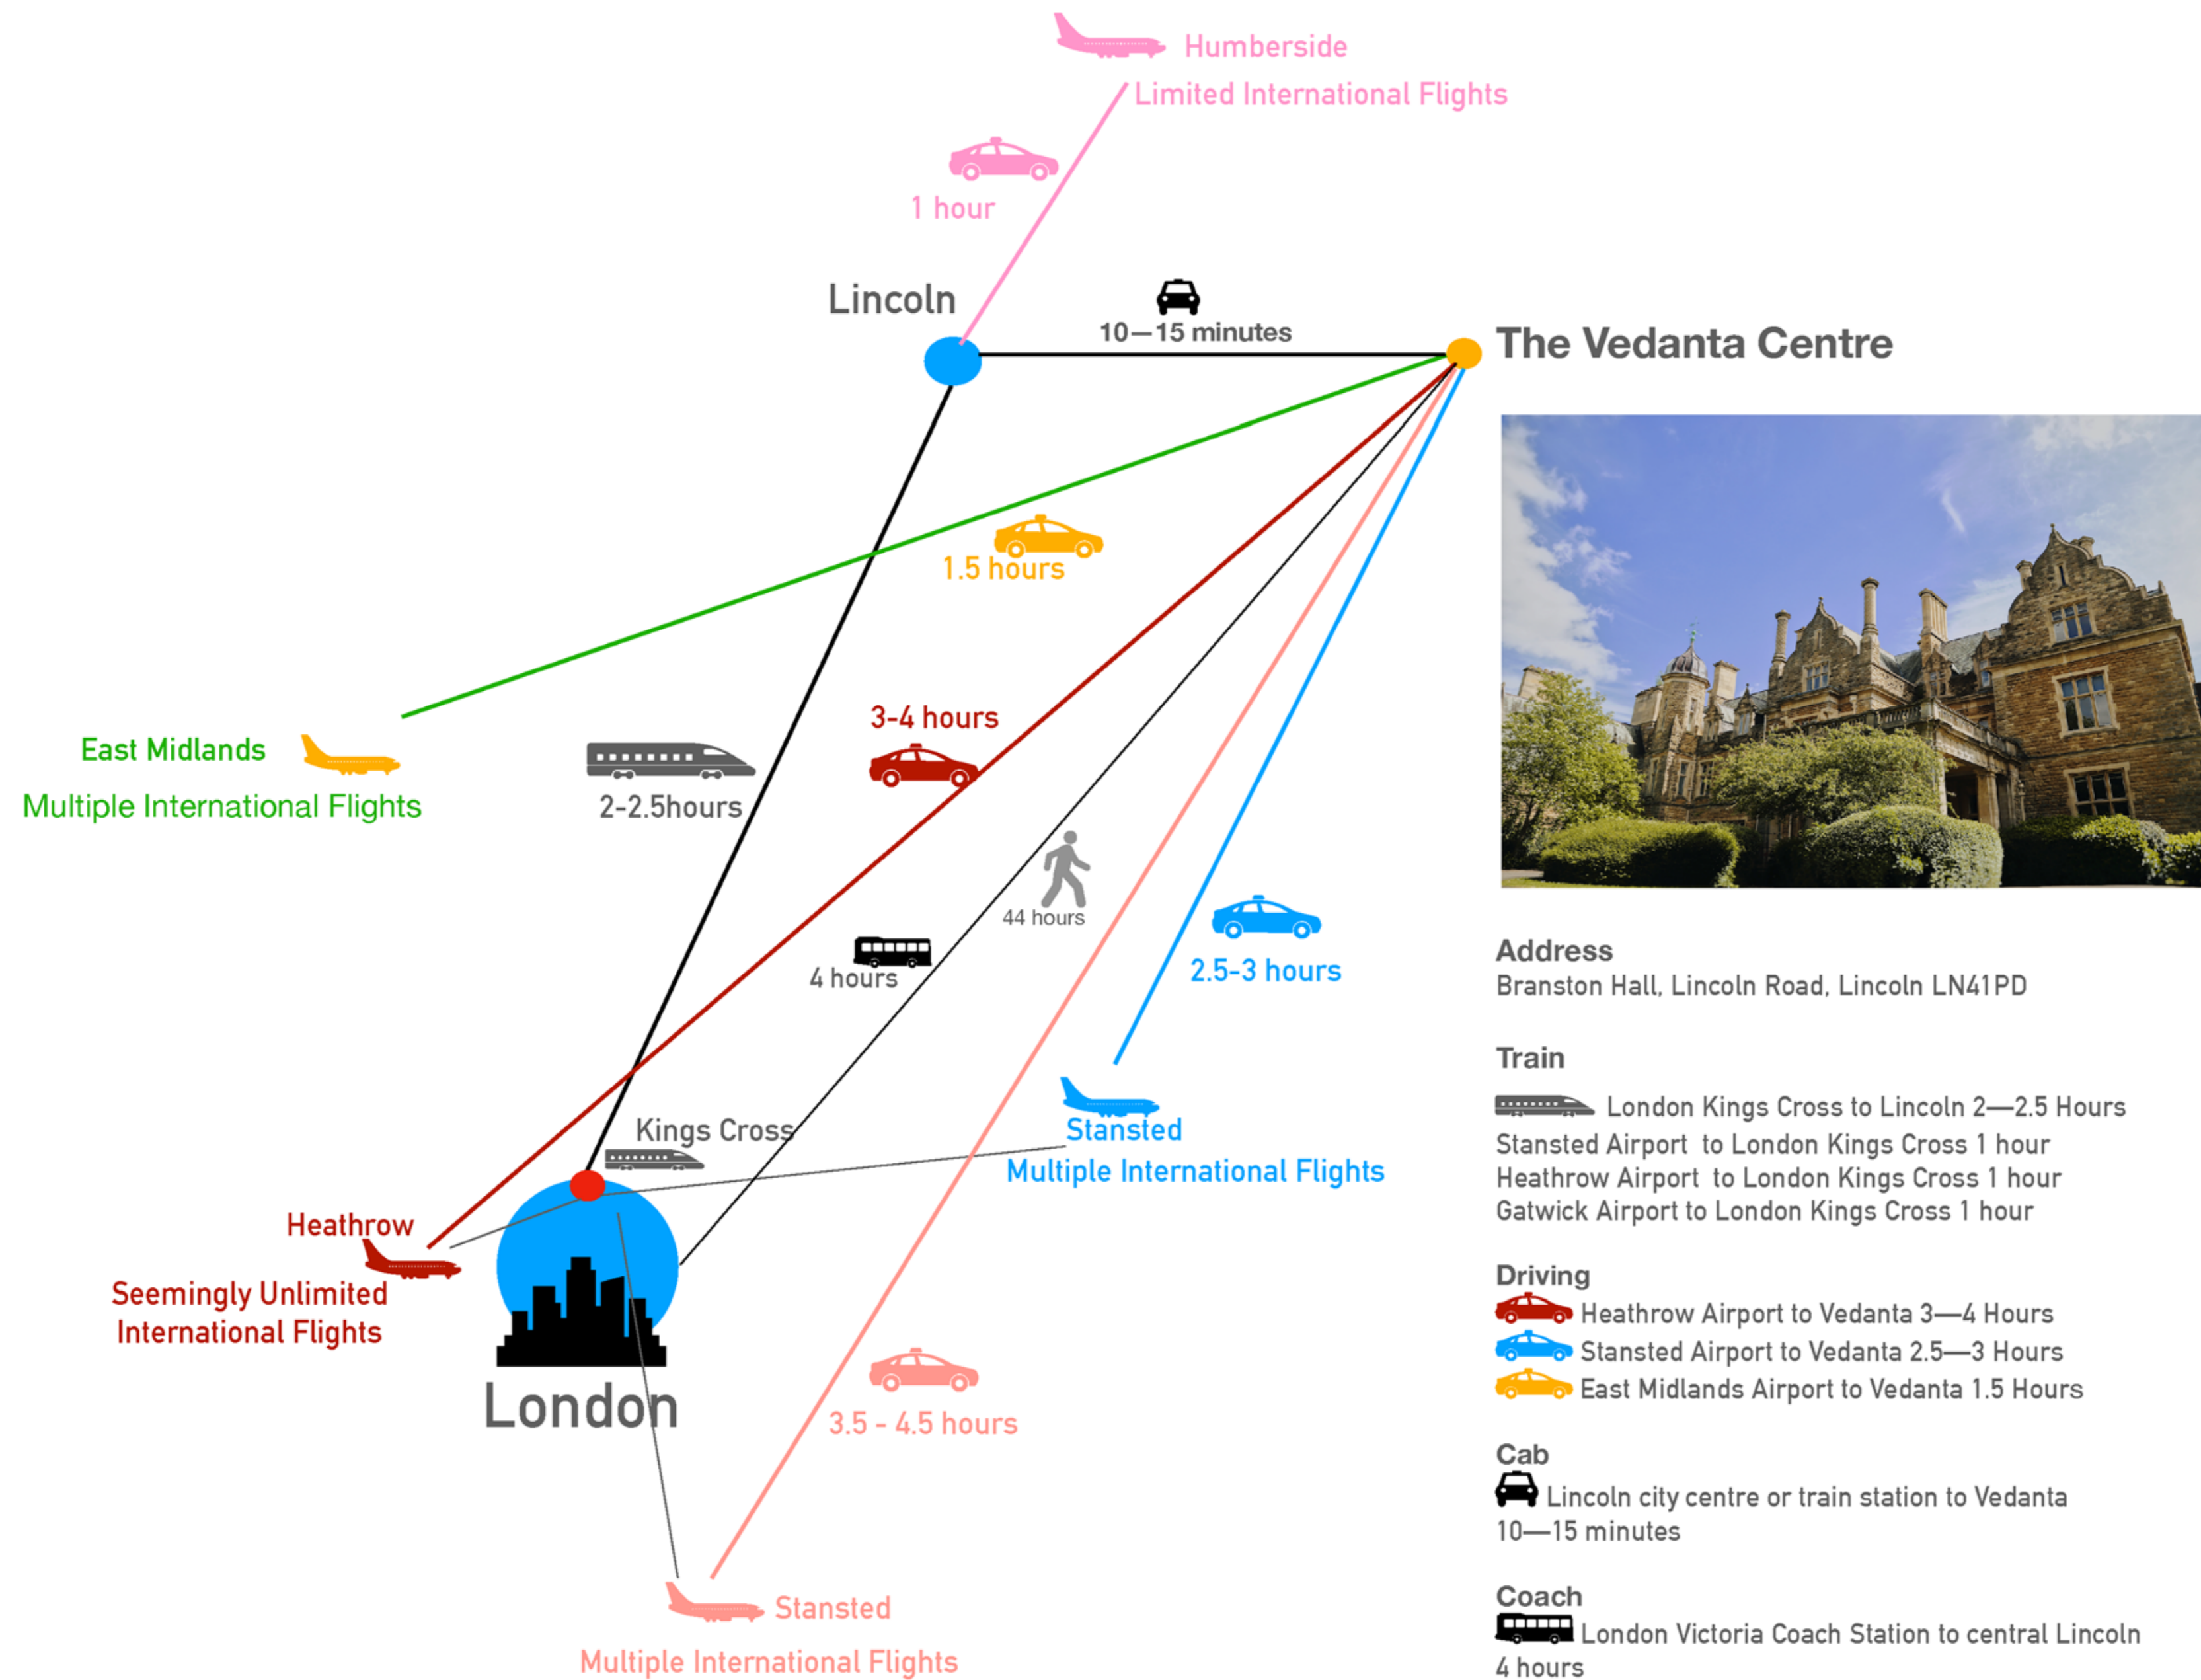 Humberside
Limited International Flights
1 hour
Lincoln
10—15 minutes
The Vedanta Centre
1.5 hours
3-4 hours
East Midlands
Multiple International Flights
2-2.5hours
44 hours
4 hours
2.5-3 hours
Kings Cross
Stansted
Multiple International Flights
Heathrow
Seemingly Unlimited
International Flights
London
3.5 - 4.5 hours
Stansted
Multiple International Flights
Address
Branston Hall, Lincoln Road, Lincoln LN41PD
Train
London Kings Cross to Lincoln 2—2.5 Hours
Stansted Airport to London Kings Cross 1 hour
Heathrow Airport to London Kings Cross 1 hour
Gatwick Airport to London Kings Cross 1 hour
Driving
Heathrow Airport to Vedanta 3—4 Hours
Stansted Airport to Vedanta 2.5—3 Hours
East Midlands Airport to Vedanta 1.5 Hours
Cab
Lincoln city centre or train station to Vedanta
10—15 minutes
Coach
London Victoria Coach Station to central Lincoln
4 hours